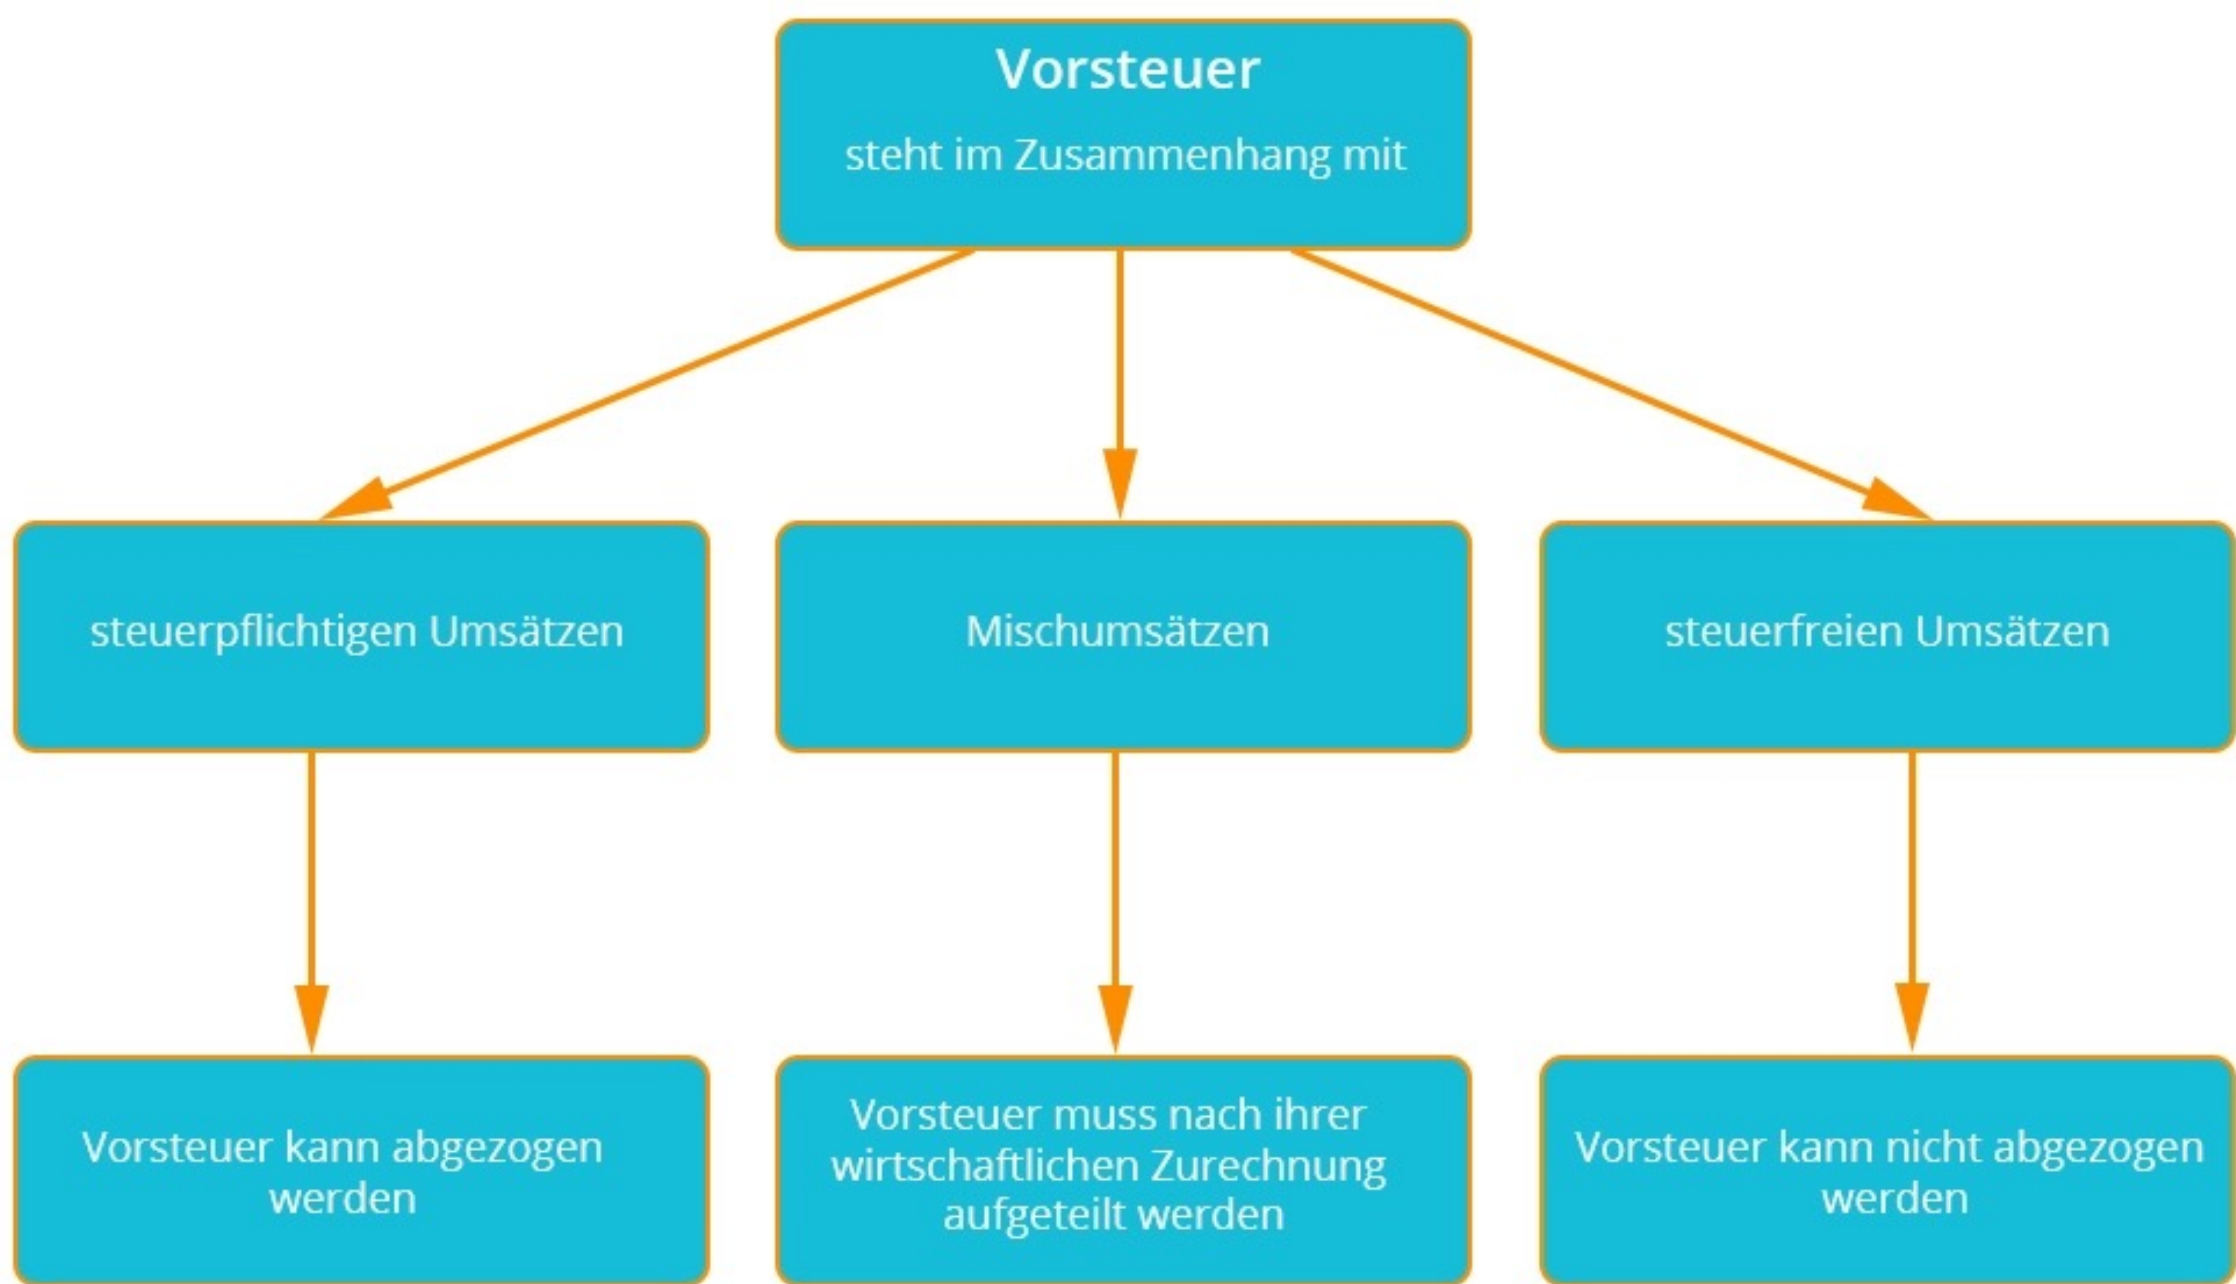 Vorsteuer
steht im Zusammenhang mit
steuerpflichtigen Umsätzen
Mischumsätzen
steuerfreien Umsätzen
Vorsteuer kann abgezogen
werden
Vorsteuer muss nach ihrer
wirtschaftlichen Zurechnung
aufgeteilt werden
Vorsteuer kann nicht abgezogen
werden